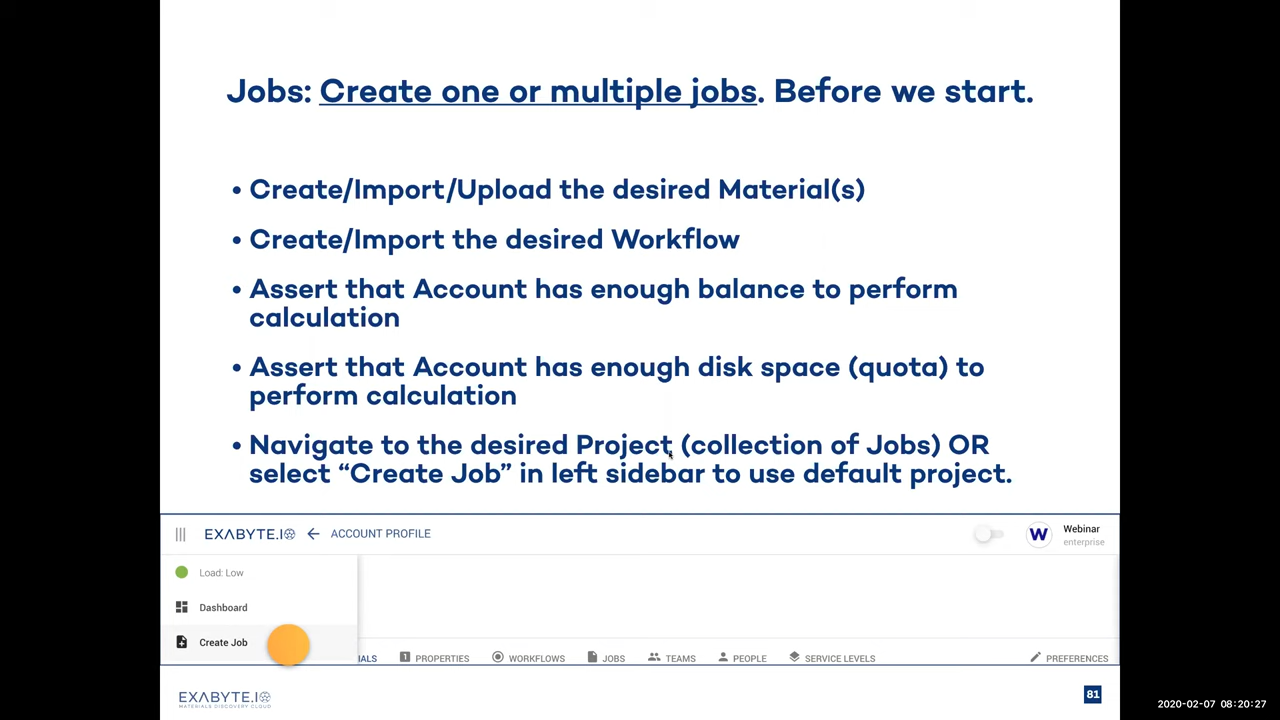 Jobs: Create one or multiple jobs. Before we start.
• Create/Import/Upload the desired Material(s)
• Create/Import the desired Workflow
• Assert that Account has enough balance to perform
calculation
• Assert that Account has enough disk space (quota) to
perform calculation
• Navigate to the desired Project (collection of Jobs) OR
select “Create Job” in left sidebar to use default project.
EXABYTE.IO ← ACCOUNT PROFILE
W Webinar
enterprise
Load: Low
Dashboard
Create Job
IALS PROPERTIES WORKFLOWS JOBS TEAMS PEOPLE SERVICE LEVELS PREFERENCES
EXABYTE.IO
MATERIALS DISCOVERY CLOUD
81
2020-02-07 08:20:27